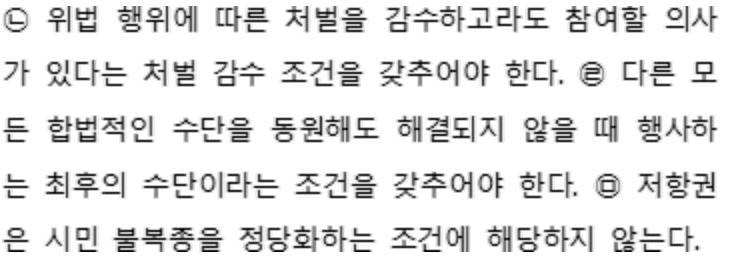 ㉡ 위법 행위에 따른 처벌을 감수하고라도 참여할 의사
가 있다는 처벌 감수 조건을 갖추어야 한다. ㉣ 다른 모
든 합법적인 수단을 동원해도 해결되지 않을 때 행사하
는 최후의 수단이라는 조건을 갖추어야 한다. ㉤ 저항권
은 시민 불복종을 정당화하는 조건에 해당하지 않는다.